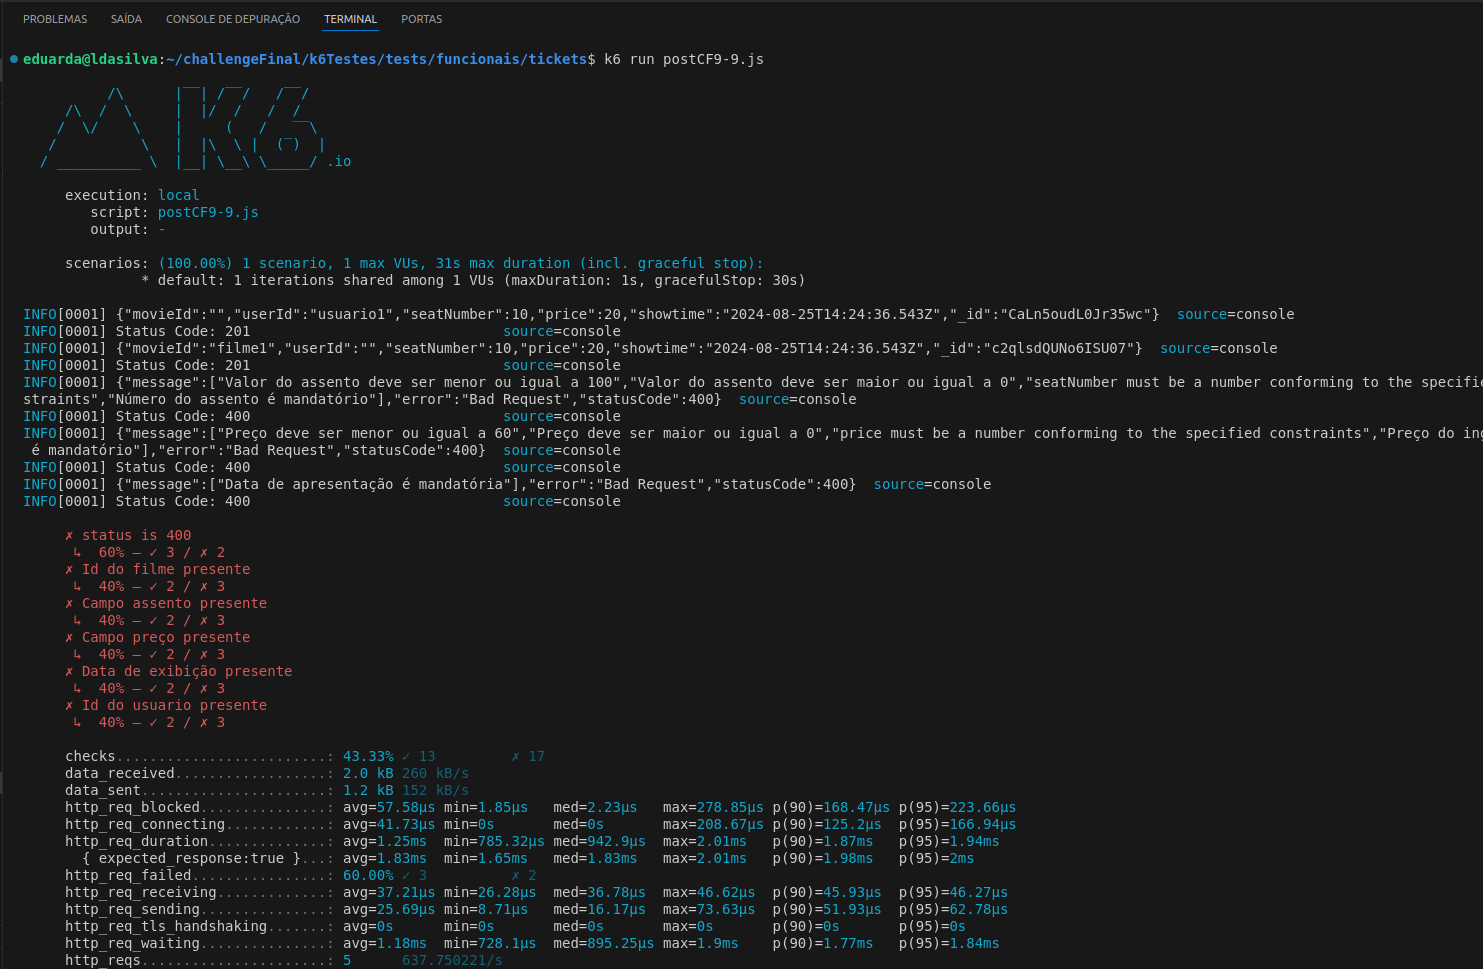 PROBLEMAS SAÍDA CONSOLE DE DEPURAÇÃO TERMINAL PORTAS
eduarda@ldasilva:~/challengeFinal/k6Testes/tests/funcionais/tickets$ k6 run postCF9-9.js
.io
execution: local
script: postCF9-9.js
output: -
scenarios: (100.00%) 1 scenario, 1 max VUs, 31s max duration (incl. graceful stop):
* default: 1 iterations shared among 1 VUs (maxDuration: 1s, gracefulStop: 30s)
INFO[0001] {"movieId":"","userId":"usuario1","seatNumber":10,"price":20,"showtime":"2024-08-25T14:24:36.543Z","_id":"CaLn5oudL0Jr35wc"} source=console
INFO[0001] Status Code: 201 source=console
INFO[0001] {"movieId":"filme1","userId":"","seatNumber":10,"price":20,"showtime":"2024-08-25T14:24:36.543Z","_id":"c2qlsdQUNo6ISU07"} source=console
INFO[0001] Status Code: 201 source=console
INFO[0001] {"message":["Valor do assento deve ser menor ou igual a 100","Valor do assento deve ser maior ou igual a 0","seatNumber must be a number conforming to the specifie
straints","Número do assento é mandatório"],"error":"Bad Request","statusCode":400} source=console
INFO[0001] Status Code: 400 source=console
INFO[0001] {"message":["Preço deve ser menor ou igual a 60","Preço deve ser maior ou igual a 0","price must be a number conforming to the specified constraints","Preço do ing
é mandatório"],"error":"Bad Request","statusCode":400} source=console
INFO[0001] Status Code: 400 source=console
INFO[0001] {"message":["Data de apresentação é mandatória"],"error":"Bad Request","statusCode":400} source=console
INFO[0001] Status Code: 400 source=console
✗ status is 400
↳ 60% — ✓ 3 / ✗ 2
✗ Id do filme presente
↳ 40% — ✓ 2 / ✗ 3
✗ Campo assento presente
↳ 40% — ✓ 2 / ✗ 3
✗ Campo preço presente
↳ 40% — ✓ 2 / ✗ 3
✗ Data de exibição presente
↳ 40% — ✓ 2 / ✗ 3
✗ Id do usuario presente
↳ 40% — ✓ 2 / ✗ 3
checks.........................: 43.33% ✓ 13 ✗ 17
data_received..................: 2.0 kB 260 kB/s
data_sent......................: 1.2 kB 152 kB/s
http_req_blocked...............: avg=57.58µs min=1.85µs med=2.23µs max=278.85µs p(90)=168.47µs p(95)=223.66µs
http_req_connecting............: avg=41.73µs min=0s med=0s max=208.67µs p(90)=125.2µs p(95)=166.94µs
http_req_duration..............: avg=1.25ms min=785.32µs med=942.9µs max=2.01ms p(90)=1.87ms p(95)=1.94ms
{ expected_response:true }...: avg=1.83ms min=1.65ms med=1.83ms max=2.01ms p(90)=1.98ms p(95)=2ms
http_req_failed................: 60.00% ✓ 3 ✗ 2
http_req_receiving.............: avg=37.21µs min=26.28µs med=36.78µs max=46.62µs p(90)=45.93µs p(95)=46.27µs
http_req_sending...............: avg=25.69µs min=8.71µs med=16.17µs max=73.63µs p(90)=51.93µs p(95)=62.78µs
http_req_tls_handshaking.......: avg=0s min=0s med=0s max=0s p(90)=0s p(95)=0s
http_req_waiting...............: avg=1.18ms min=728.1µs med=895.25µs max=1.9ms p(90)=1.77ms p(95)=1.84ms
http_reqs......................: 5 637.750221/s